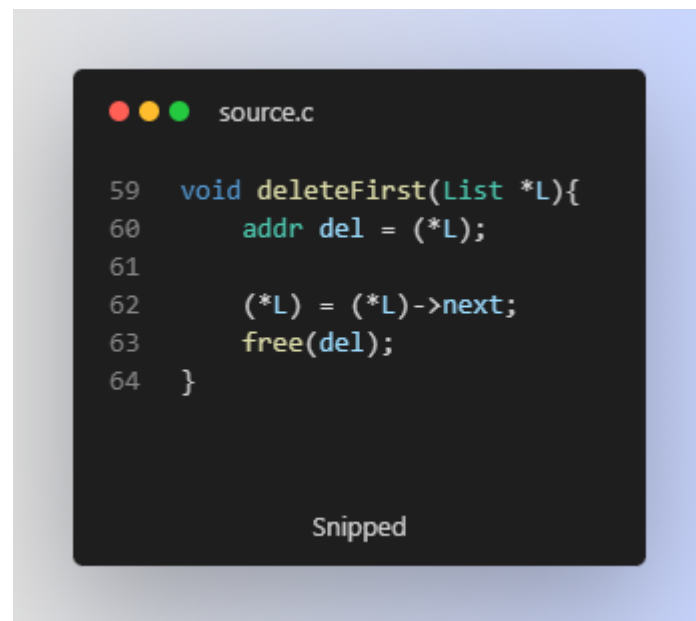 source.c
59 void deleteFirst(List *L){
60     addr del = (*L);
61
62     (*L) = (*L)->next;
63     free(del);
64 }
Snipped